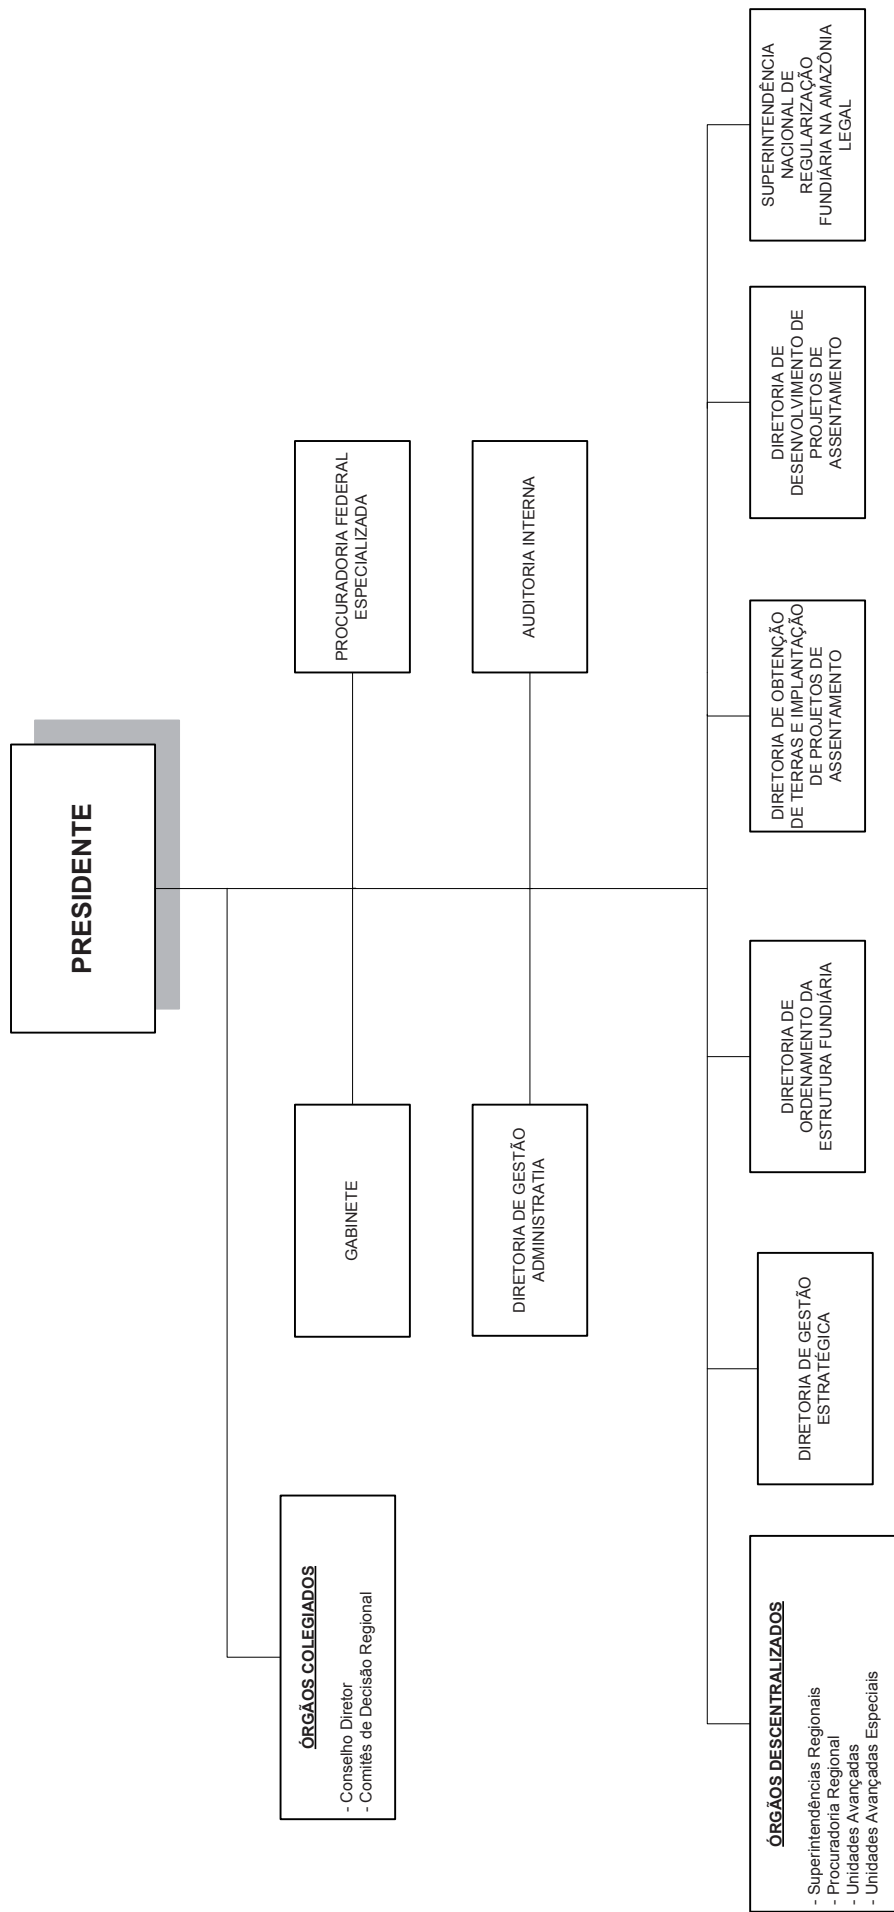 PRESIDENTE
ÓRGÃOS COLEGIADOS
- Conselho Diretor
- Comitês de Decisão Regional
GABINETE
PROCURADORIA FEDERAL
ESPECIALIZADA
DIRETORIA DE GESTÃO
ADMINISTRATIA
AUDITORIA INTERNA
ÓRGÃOS DESCENTRALIZADOS
- Superintendências Regionais
- Procuradoria Regional
- Unidades Avançadas
- Unidades Avançadas Especiais
DIRETORIA DE GESTÃO
ESTRATÉGICA
DIRETORIA DE
ORDENAMENTO DA
ESTRUTURA FUNDIÁRIA
DIRETORIA DE OBTENÇÃO
DE TERRAS E IMPLANTAÇÃO
DE PROJETOS DE
ASSENTAMENTO
DIRETORIA DE
DESENVOLVIMENTO DE
PROJETOS DE
ASSENTAMENTO
SUPERINTENDÊNCIA
NACIONAL DE
REGULARIZAÇÃO
FUNDIÁRIA NA AMAZÔNIA
LEGAL